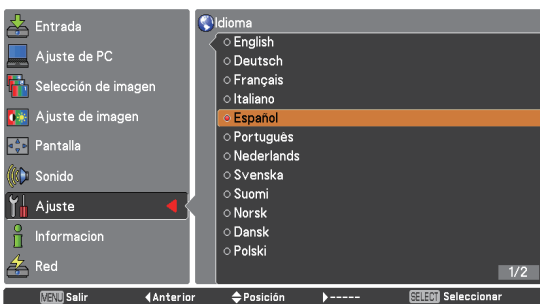 Entrada
Ajuste de PC
Selección de imagen
Ajuste de imagen
Pantalla
Sonido
Ajuste
Informacion
Red
Idioma
English
Deutsch
Français
Italiano
Español
Português
Nederlands
Svenska
Suomi
Norsk
Dansk
Polski
1/2
MENU Salir
Anterior
Posición
-----
SELECT Seleccionar